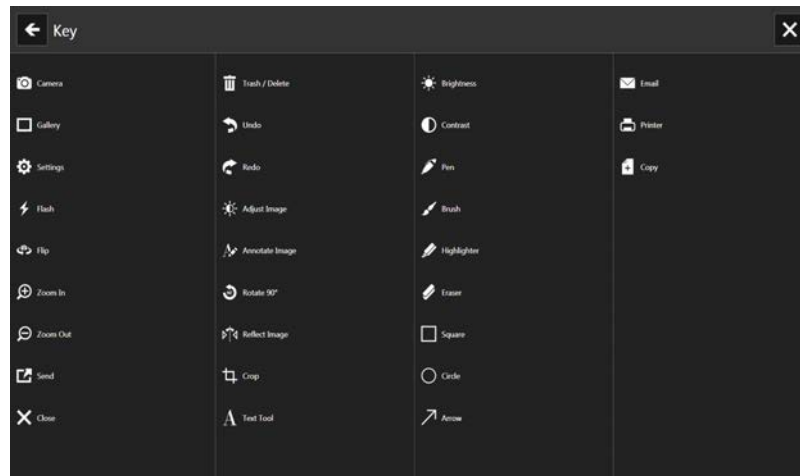 Key
Camera
Gallery
Settings
Flash
Flip
Zoom In
Zoom Out
Send
Close
Trash / Delete
Undo
Redo
Adjust Image
Annotate Image
Rotate 90°
Reflect Image
Crop
Text Tool
Brightness
Contrast
Pen
Brush
Highlighter
Eraser
Square
Circle
Arrow
Email
Printer
Copy